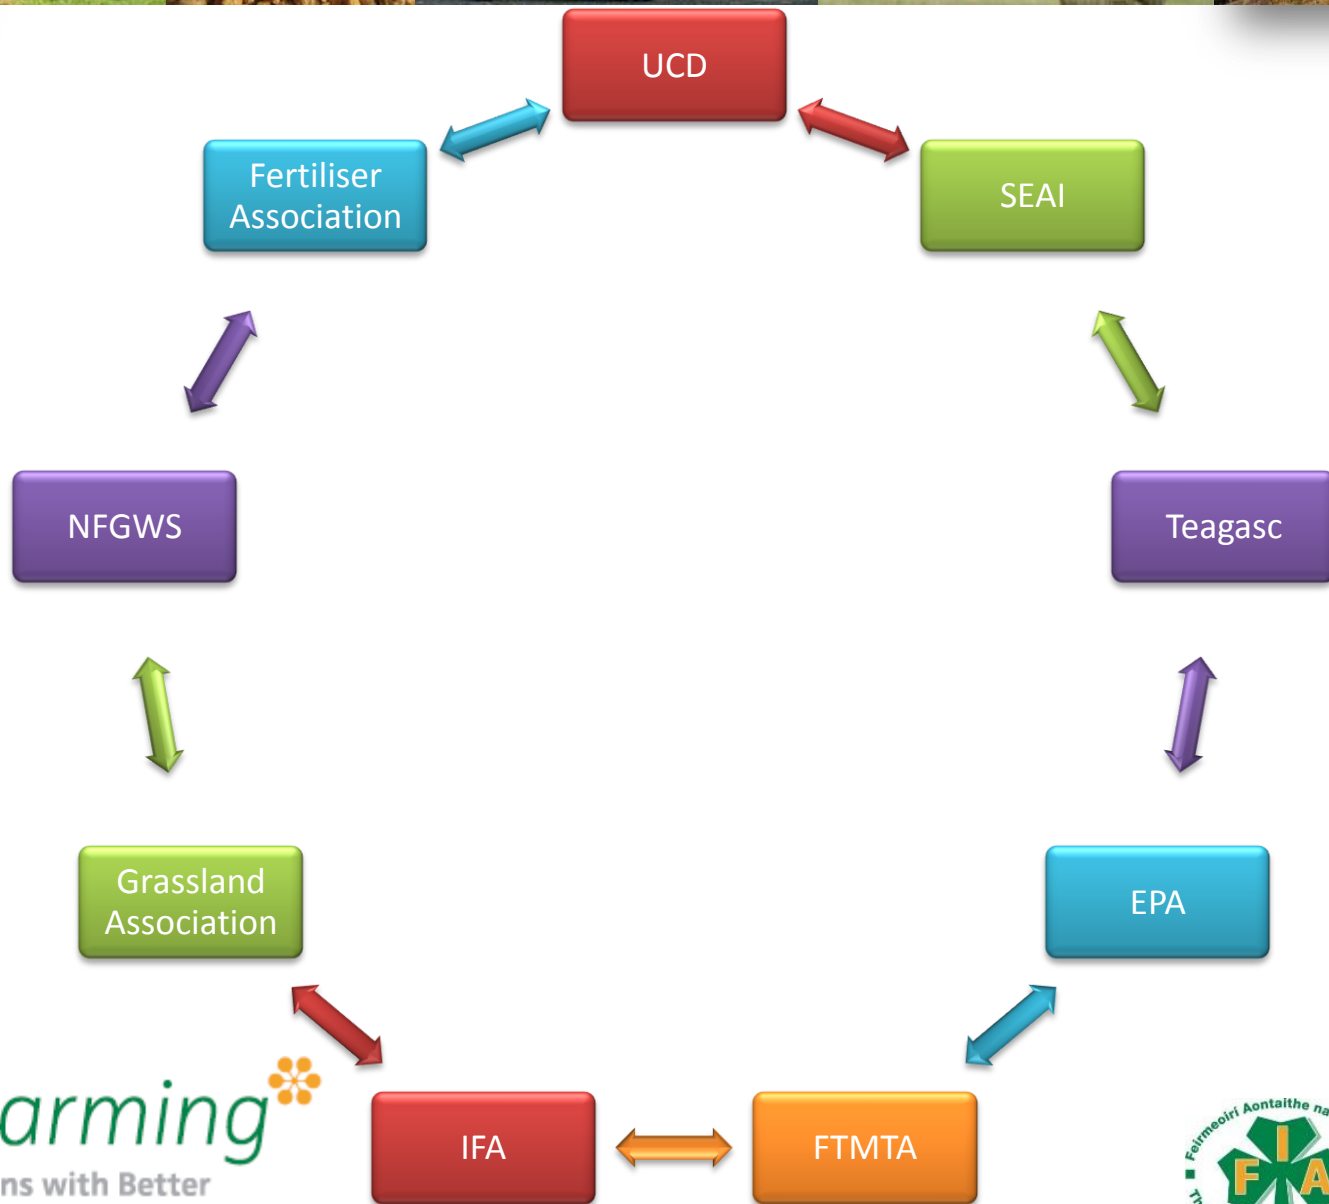 UCD
SEAI
Teagasc
EPA
FTMTA
IFA
Grassland
Association
NFGWS
Fertiliser
Association
arming
ns with Better
Feirmeoirí Aontaithe na
F I A